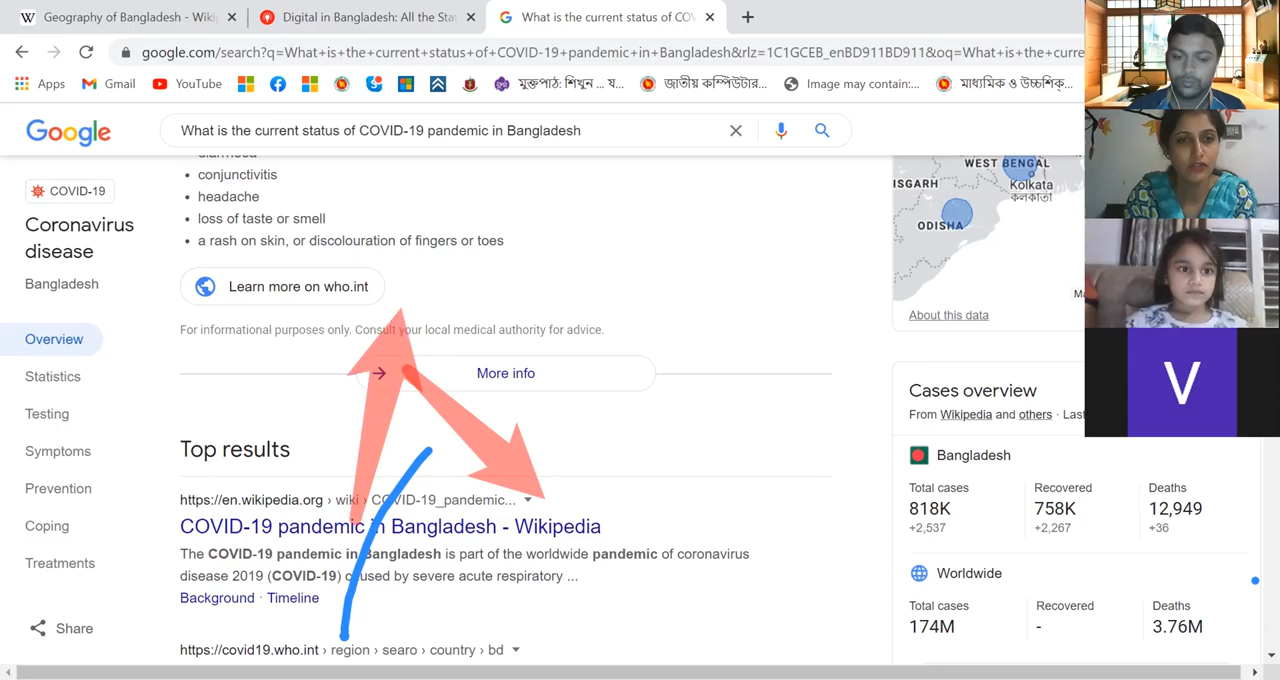 Geography of Bangladesh - Wiki
Digital in Bangladesh: All the Stat
What is the current status of COV
google.com/search?q=What+is+the+current+status+of+COVID-19+pandemic+in+Bangladesh&rlz=1C1GCEB_enBD911BD911&oq=What+is+the+curre
Apps
Gmail
YouTube
মুক্তপাঠ: শিখুন ... য...
জাতীয় কম্পিউটার...
Image may contain:...
মাধ্যমিক ও উচ্চশিক্...
Google
What is the current status of COVID-19 pandemic in Bangladesh
COVID-19
Coronavirus
disease
Bangladesh
Overview
Statistics
Testing
Symptoms
Prevention
Coping
Treatments
Share
diarrhoea
conjunctivitis
headache
loss of taste or smell
a rash on skin, or discolouration of fingers or toes
Learn more on who.int
For informational purposes only. Consult your local medical authority for advice.
More info
Top results
https://en.wikipedia.org › wiki › COVID-19_pandemic...
COVID-19 pandemic in Bangladesh - Wikipedia
The COVID-19 pandemic in Bangladesh is part of the worldwide pandemic of coronavirus
disease 2019 (COVID-19) caused by severe acute respiratory ...
Background · Timeline
https://covid19.who.int › region › searo › country › bd
ISGARH
WEST BENGAL
Kolkata
কলকাতা
ODISHA
Ma
About this data
Cases overview
From Wikipedia and others · Last
Bangladesh
Total cases Recovered Deaths
818K 758K 12,949
+2,537 +2,267 +36
Worldwide
Total cases Recovered Deaths
174M - 3.76M
V